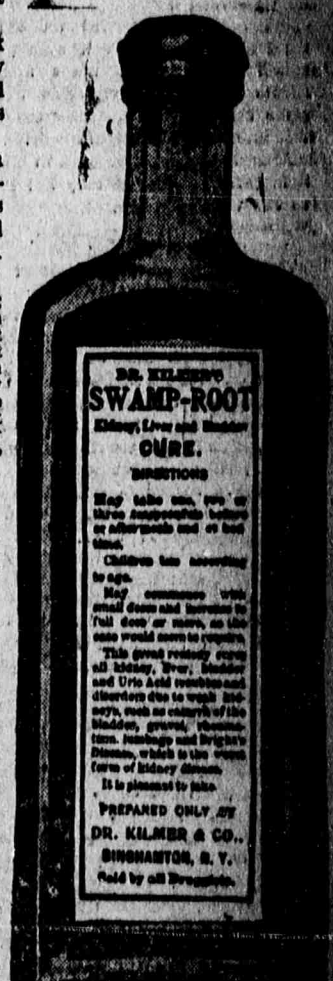 DR. KILMER'S
SWAMP-ROOT
Kidney, Liver and Bladder
CURE.
DIRECTIONS
May take one, two or
three teaspoonfuls before
or after meals and at bed
time.
Children less according
to age.
May commence with
small doses and increase to
full dose or more, as the
case would seem to require.
This great remedy cures
all kidney, liver, bladder
and Uric Acid troubles and
disorders due to weak kid-
neys, such as catarrh of the
bladder, gravel,
lumbago and Bright's
Disease, which is the worst
form of kidney disease.
It is pleasant to take.
PREPARED ONLY BY
DR. KILMER & CO.,
BINGHAMTON, N. Y.
Sold by all Druggists.